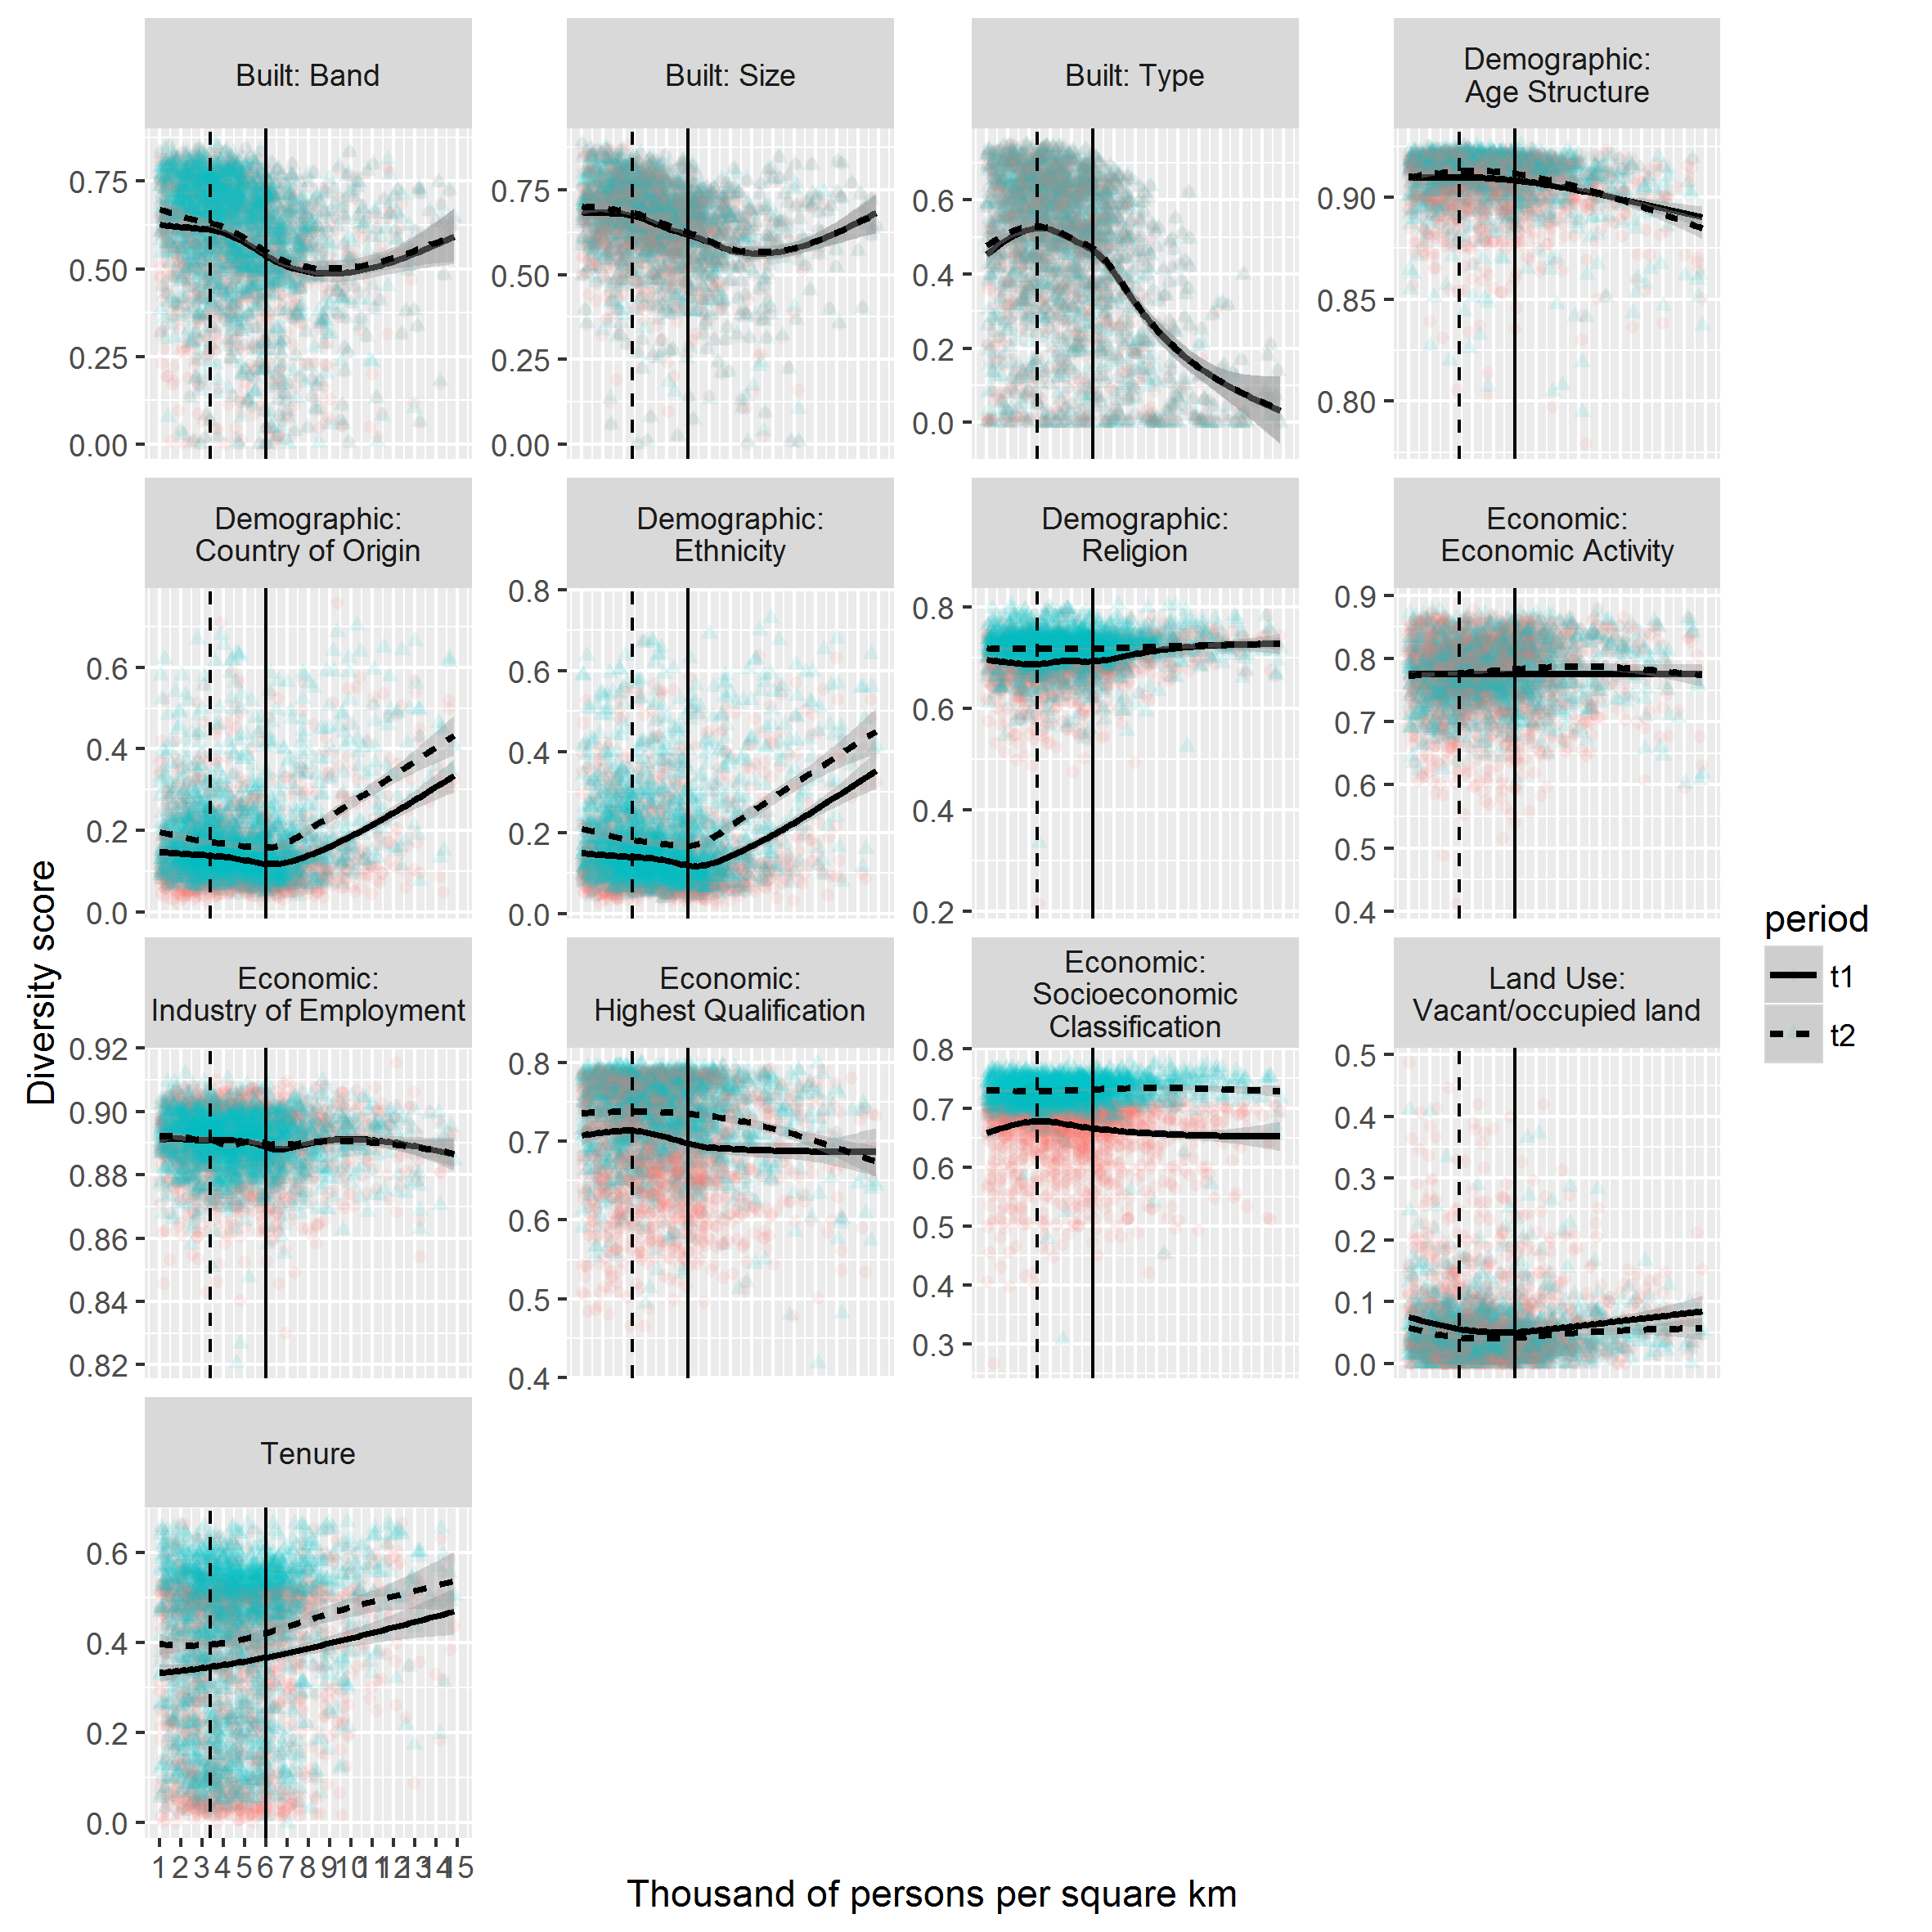 Built: Band
Built: Size
Built: Type
Demographic:
Age Structure
0.75
0.50
0.25
0.00
0.75
0.50
0.25
0.00
0.6
0.4
0.2
0.0
0.90
0.85
0.80
Demographic:
Country of Origin
Demographic:
Ethnicity
Demographic:
Religion
Economic:
Economic Activity
0.6
0.4
0.2
0.0
0.8
0.6
0.4
0.2
0.0
0.8
0.6
0.4
0.2
0.9
0.8
0.7
0.6
0.5
0.4
Diversity score
Economic:
Industry of Employment
Economic:
Highest Qualification
Economic:
Socioeconomic
Classification
Land Use:
Vacant/occupied land
0.92
0.90
0.88
0.86
0.84
0.82
0.8
0.7
0.6
0.5
0.4
0.8
0.7
0.6
0.5
0.4
0.3
0.5
0.4
0.3
0.2
0.1
0.0
period
t1
t2
Tenure
0.6
0.4
0.2
0.0
1 2 3 4 5 6 7 8 9 10 11 12 13 14 15
Thousand of persons per square km